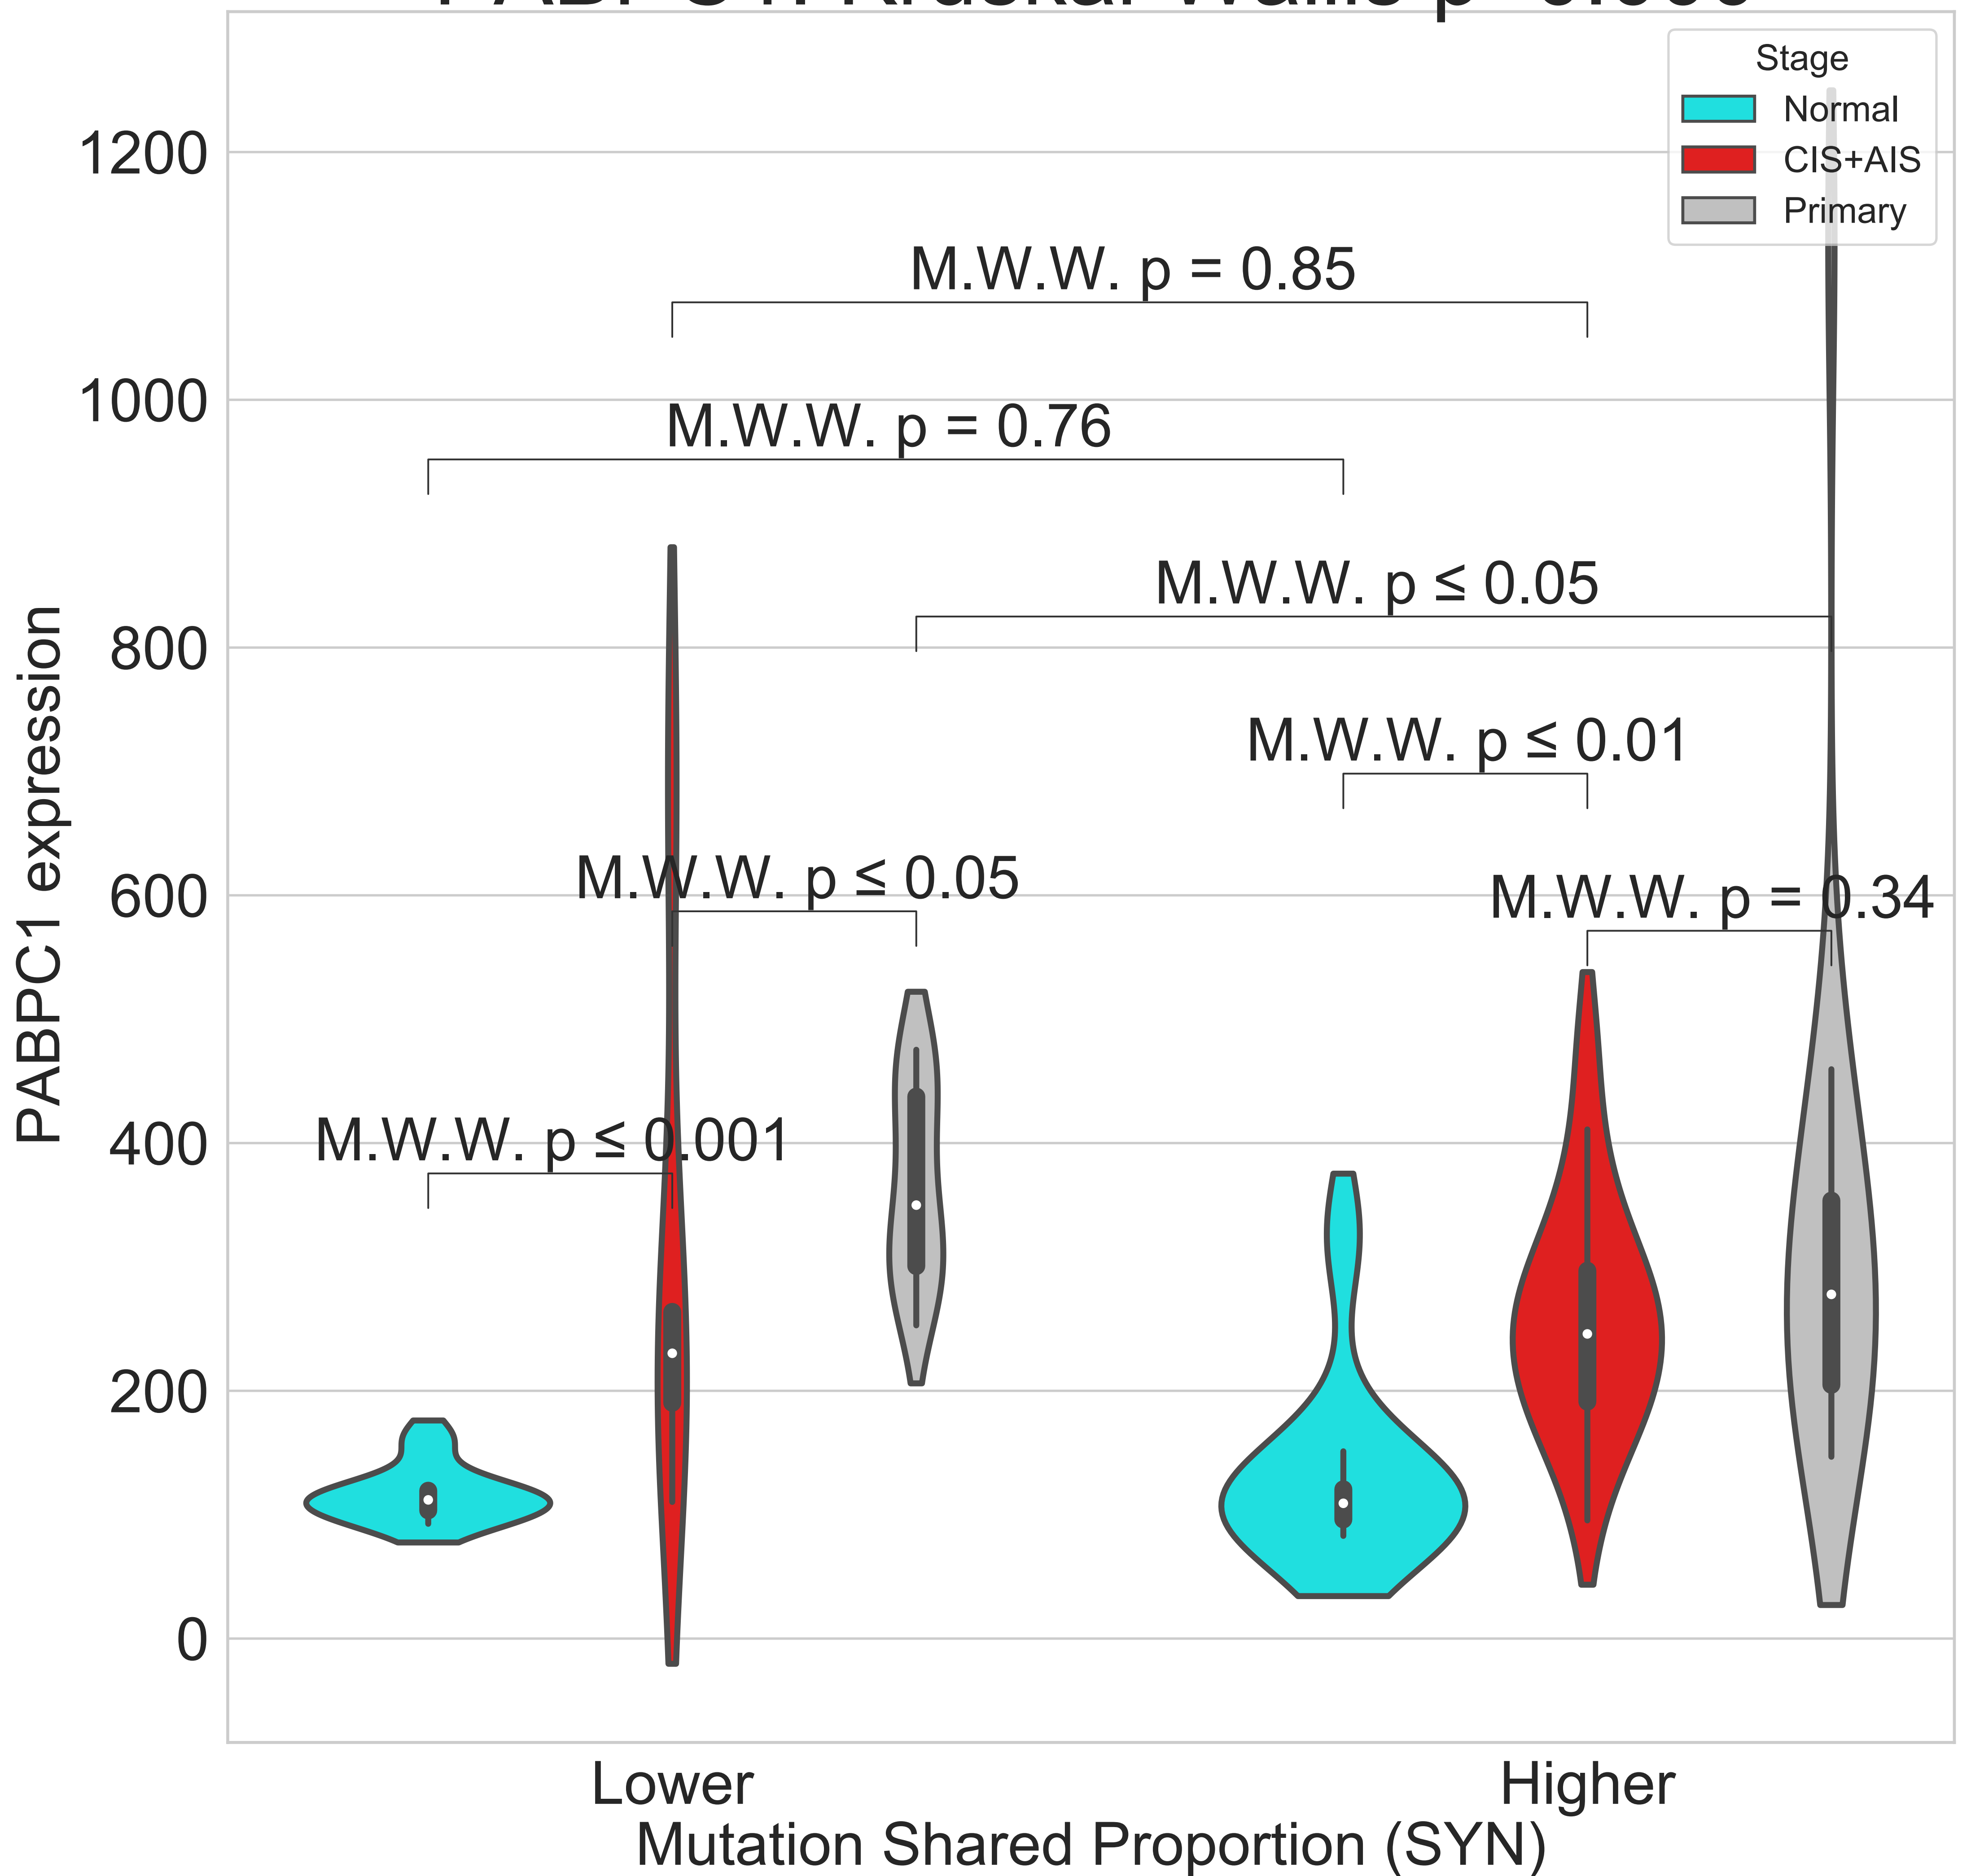 Stage
Normal
CIS+AIS
Primary
1200
1000
800
600
400
200
0
PABPC1 expression
M.W.W. p = 0.85
M.W.W. p = 0.76
M.W.W. p ≤ 0.05
M.W.W. p ≤ 0.01
M.W.W. p ≤ 0.05
M.W.W. p = 0.34
M.W.W. p ≤ 0.001
Lower
Higher
Mutation Shared Proportion (SYN)